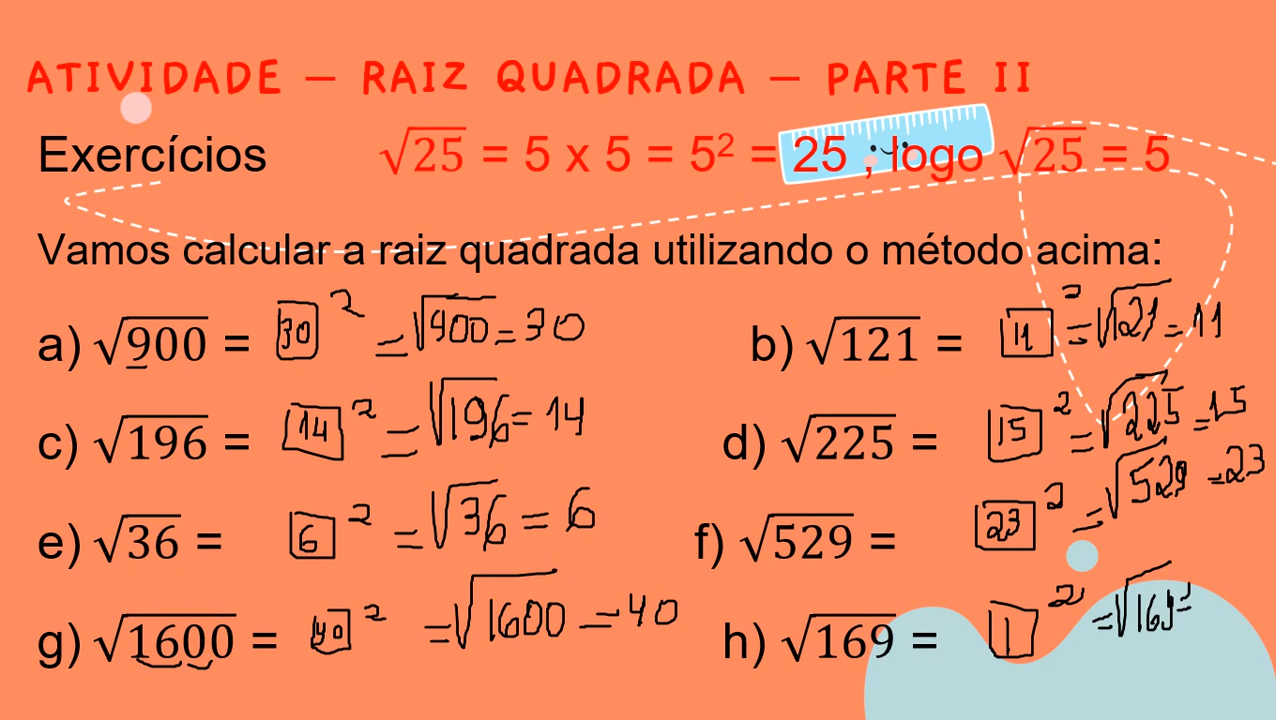 ATIVIDADE – RAIZ QUADRADA – PARTE II
Exercícios √25 = 5 x 5 = 5² = 25 ; logo √25 = 5
Vamos calcular a raiz quadrada utilizando o método acima:
a) √900 = 30² = √900 = 30
b) √121 = 11² = √121 = 11
c) √196 = 14² = √196 = 14
d) √225 = 15² = √225 = 15
e) √36 = 6² = √36 = 6
f) √529 = 23² = √529 = 23
g) √1600 = 40² = √1600 = 40
h) √169 = 1² = √169 =